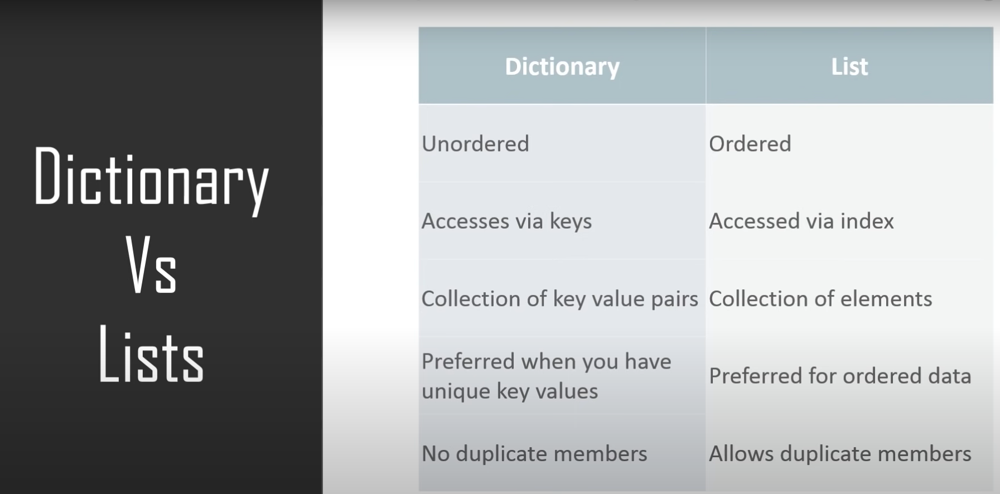 Dictionary
Vs
Lists
Dictionary List
Unordered Ordered
Accesses via keys Accessed via index
Collection of key value pairs Collection of elements
Preferred when you have
unique key values
Preferred for ordered data
No duplicate members Allows duplicate members